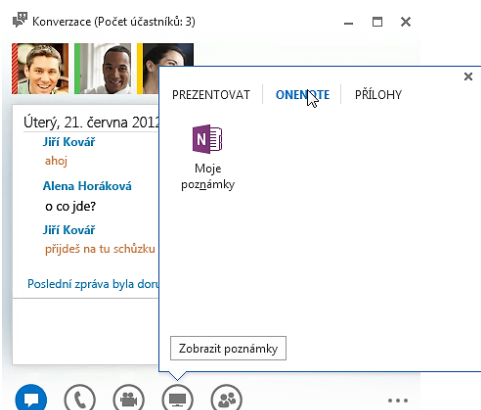 Konverzace (Počet účastníků: 3)
PREZENTOVAT
ONENOTE
PŘÍLOHY
Úterý, 21. června 2012
Jiří Kovář
ahoj
Alena Horáková
o co jde?
Jiří Kovář
přijdeš na tu schůzku
Poslední zpráva byla
N
Moje
poznámky
Zobrazit poznámky